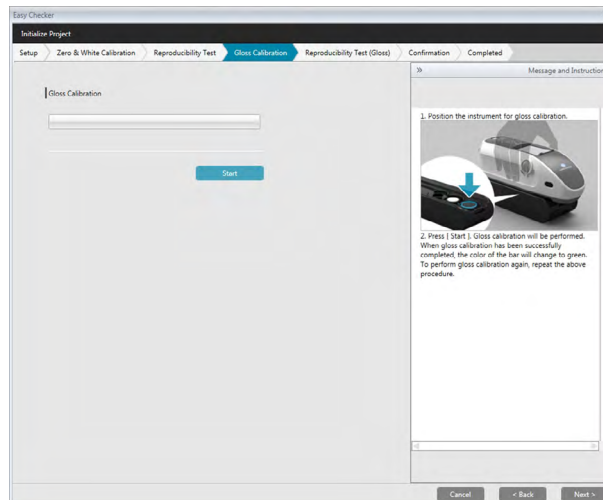 Easy Checker
Initialize Project
Setup Zero & White Calibration Reproducibility Test Gloss Calibration Reproducibility Test (Gloss) Confirmation Completed
» Message and Instruction
Gloss Calibration
Start
1. Position the instrument for gloss calibration.
2. Press [ Start ]. Gloss calibration will be performed.
When gloss calibration has been successfully
completed, the color of the bar will change to green.
To perform gloss calibration again, repeat the above
procedure.
Cancel < Back Next >